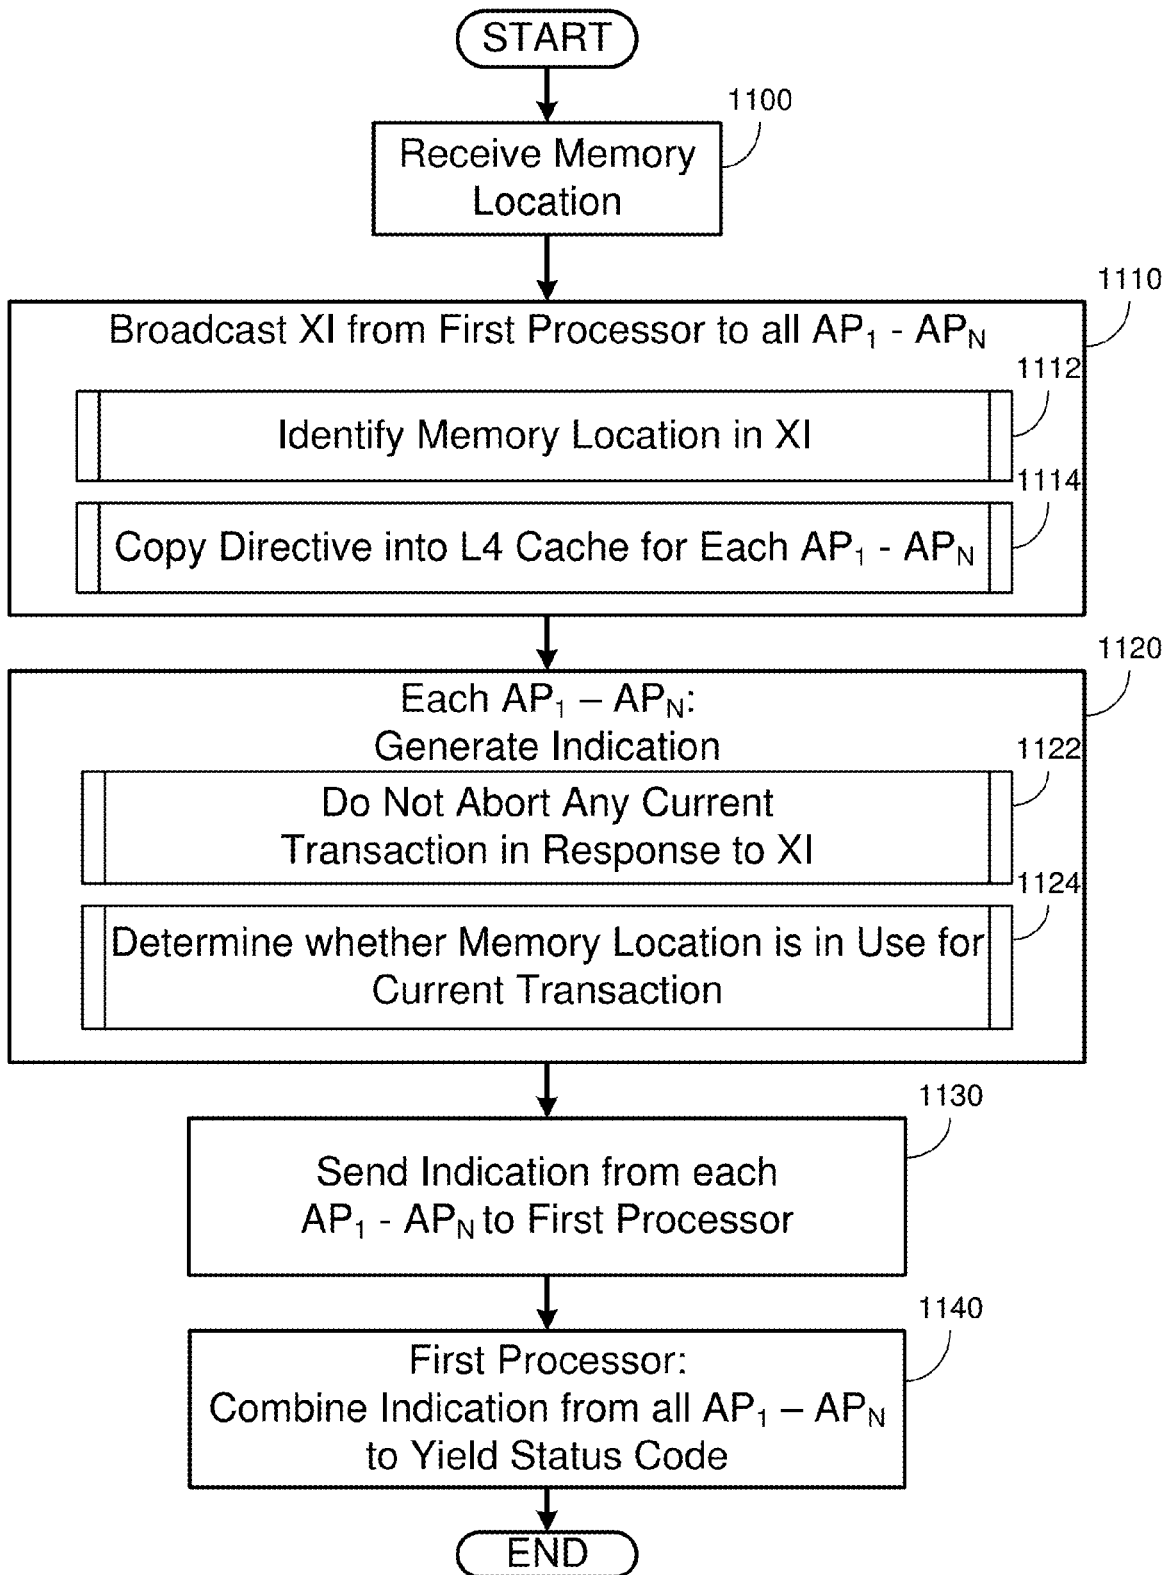 START
1100
Receive Memory
Location
1110
Broadcast XI from First Processor to all AP₁ - APₙ
1112
Identify Memory Location in XI
1114
Copy Directive into L4 Cache for Each AP₁ - APₙ
1120
Each AP₁ – APₙ:
Generate Indication
1122
Do Not Abort Any Current
Transaction in Response to XI
1124
Determine whether Memory Location is in Use for
Current Transaction
1130
Send Indication from each
AP₁ - APₙ to First Processor
1140
First Processor:
Combine Indication from all AP₁ – APₙ
to Yield Status Code
END